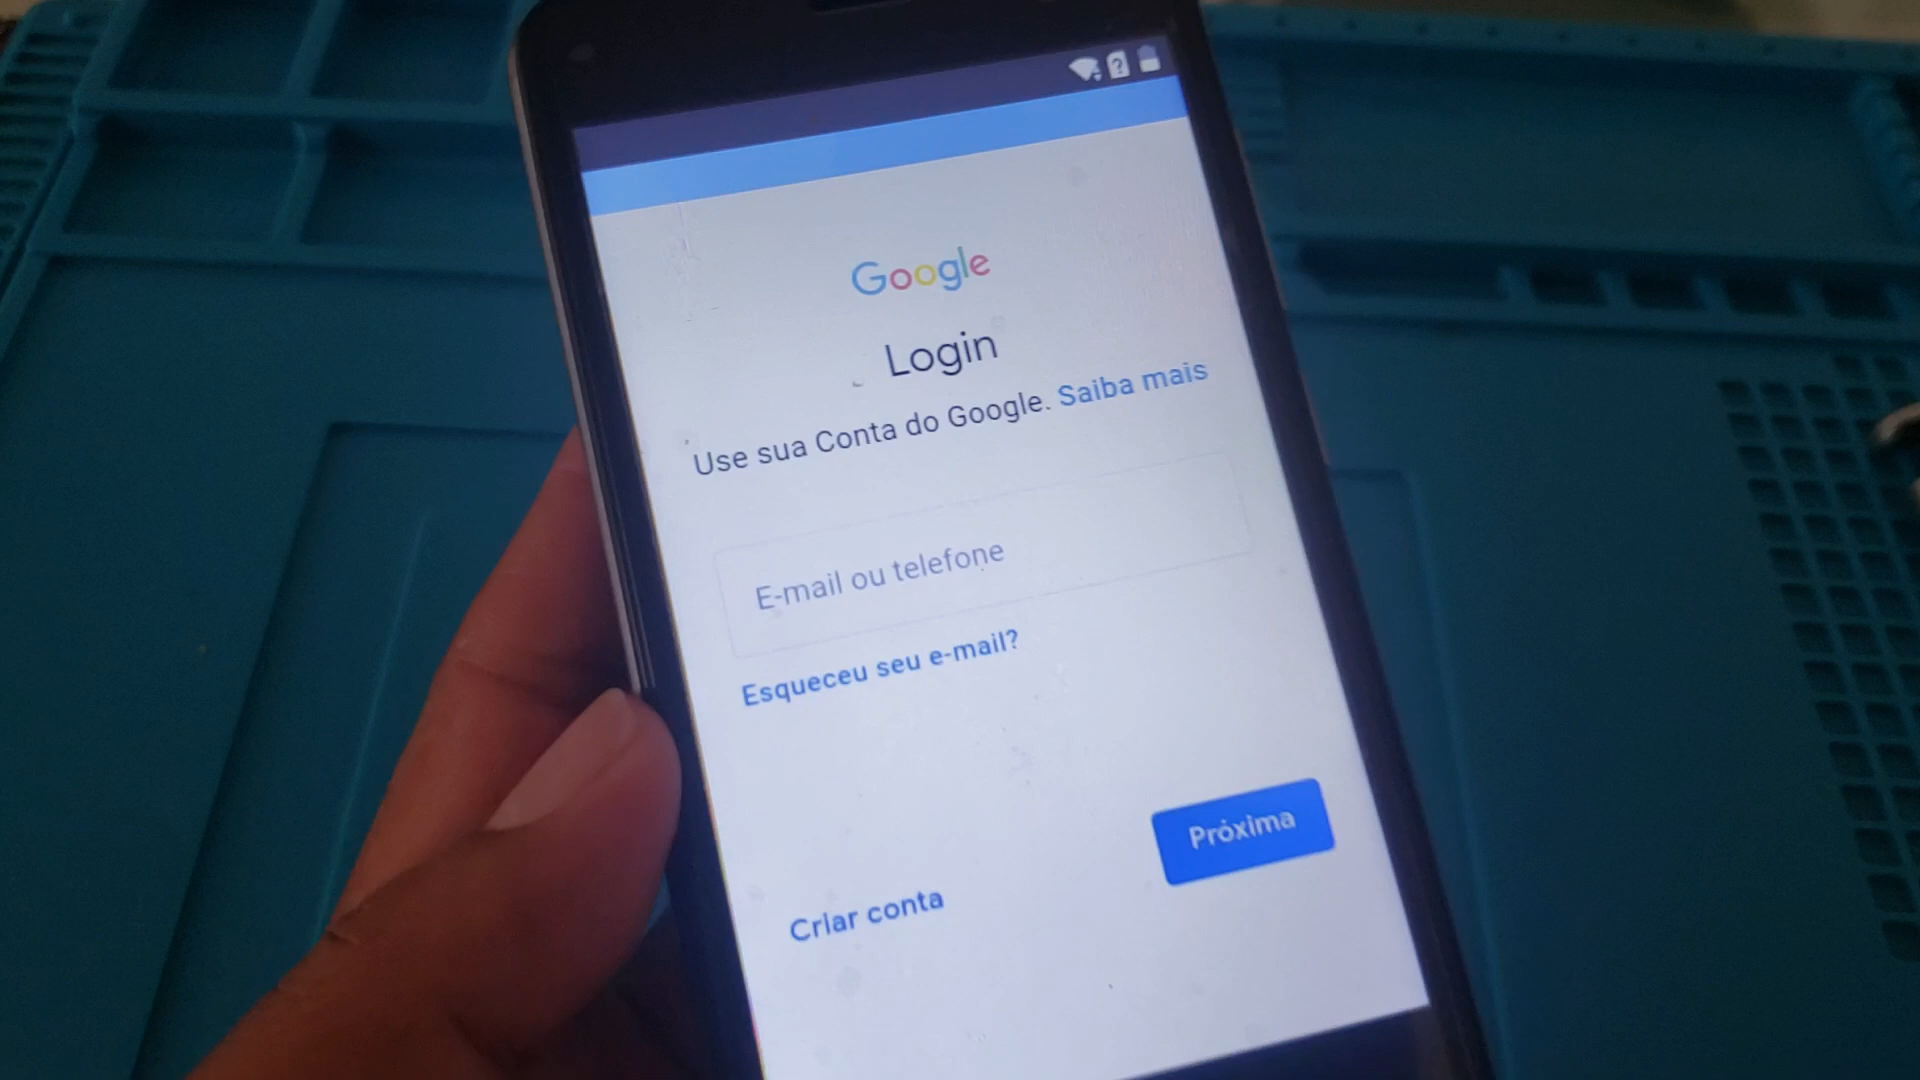 Google
Login
Use sua Conta do Google. Saiba mais
E-mail ou telefone
Esqueceu seu e-mail?
Próxima
Criar conta